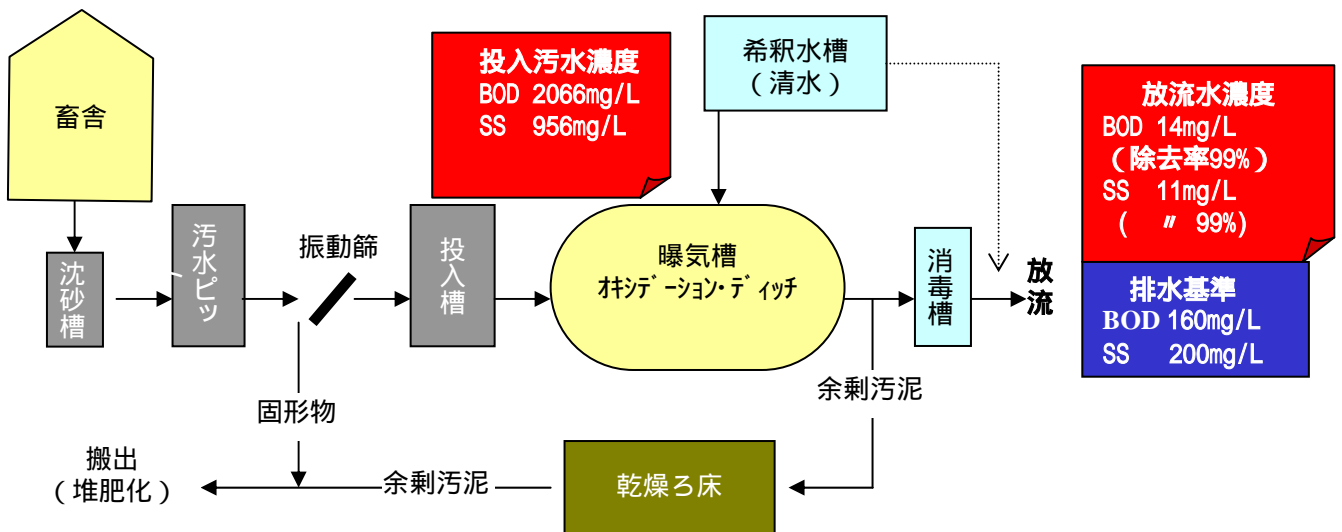 畜舎
投入汚水濃度
BOD 2066mg/L
SS 956mg/L
希釈水槽
(清水)
放流水濃度
BOD 14mg/L
(除去率99%)
SS 11mg/L
( 〃 99%)
沈砂槽
汚水ピッ
振動篩
投入槽
曝気槽
ｵｷｼﾃﾞｰｼｮﾝ･ﾃﾞｨｯﾁ
消毒槽
放流
排水基準
BOD 160mg/L
SS 200mg/L
固形物
余剰汚泥
搬出
(堆肥化)
余剰汚泥
乾燥ろ床